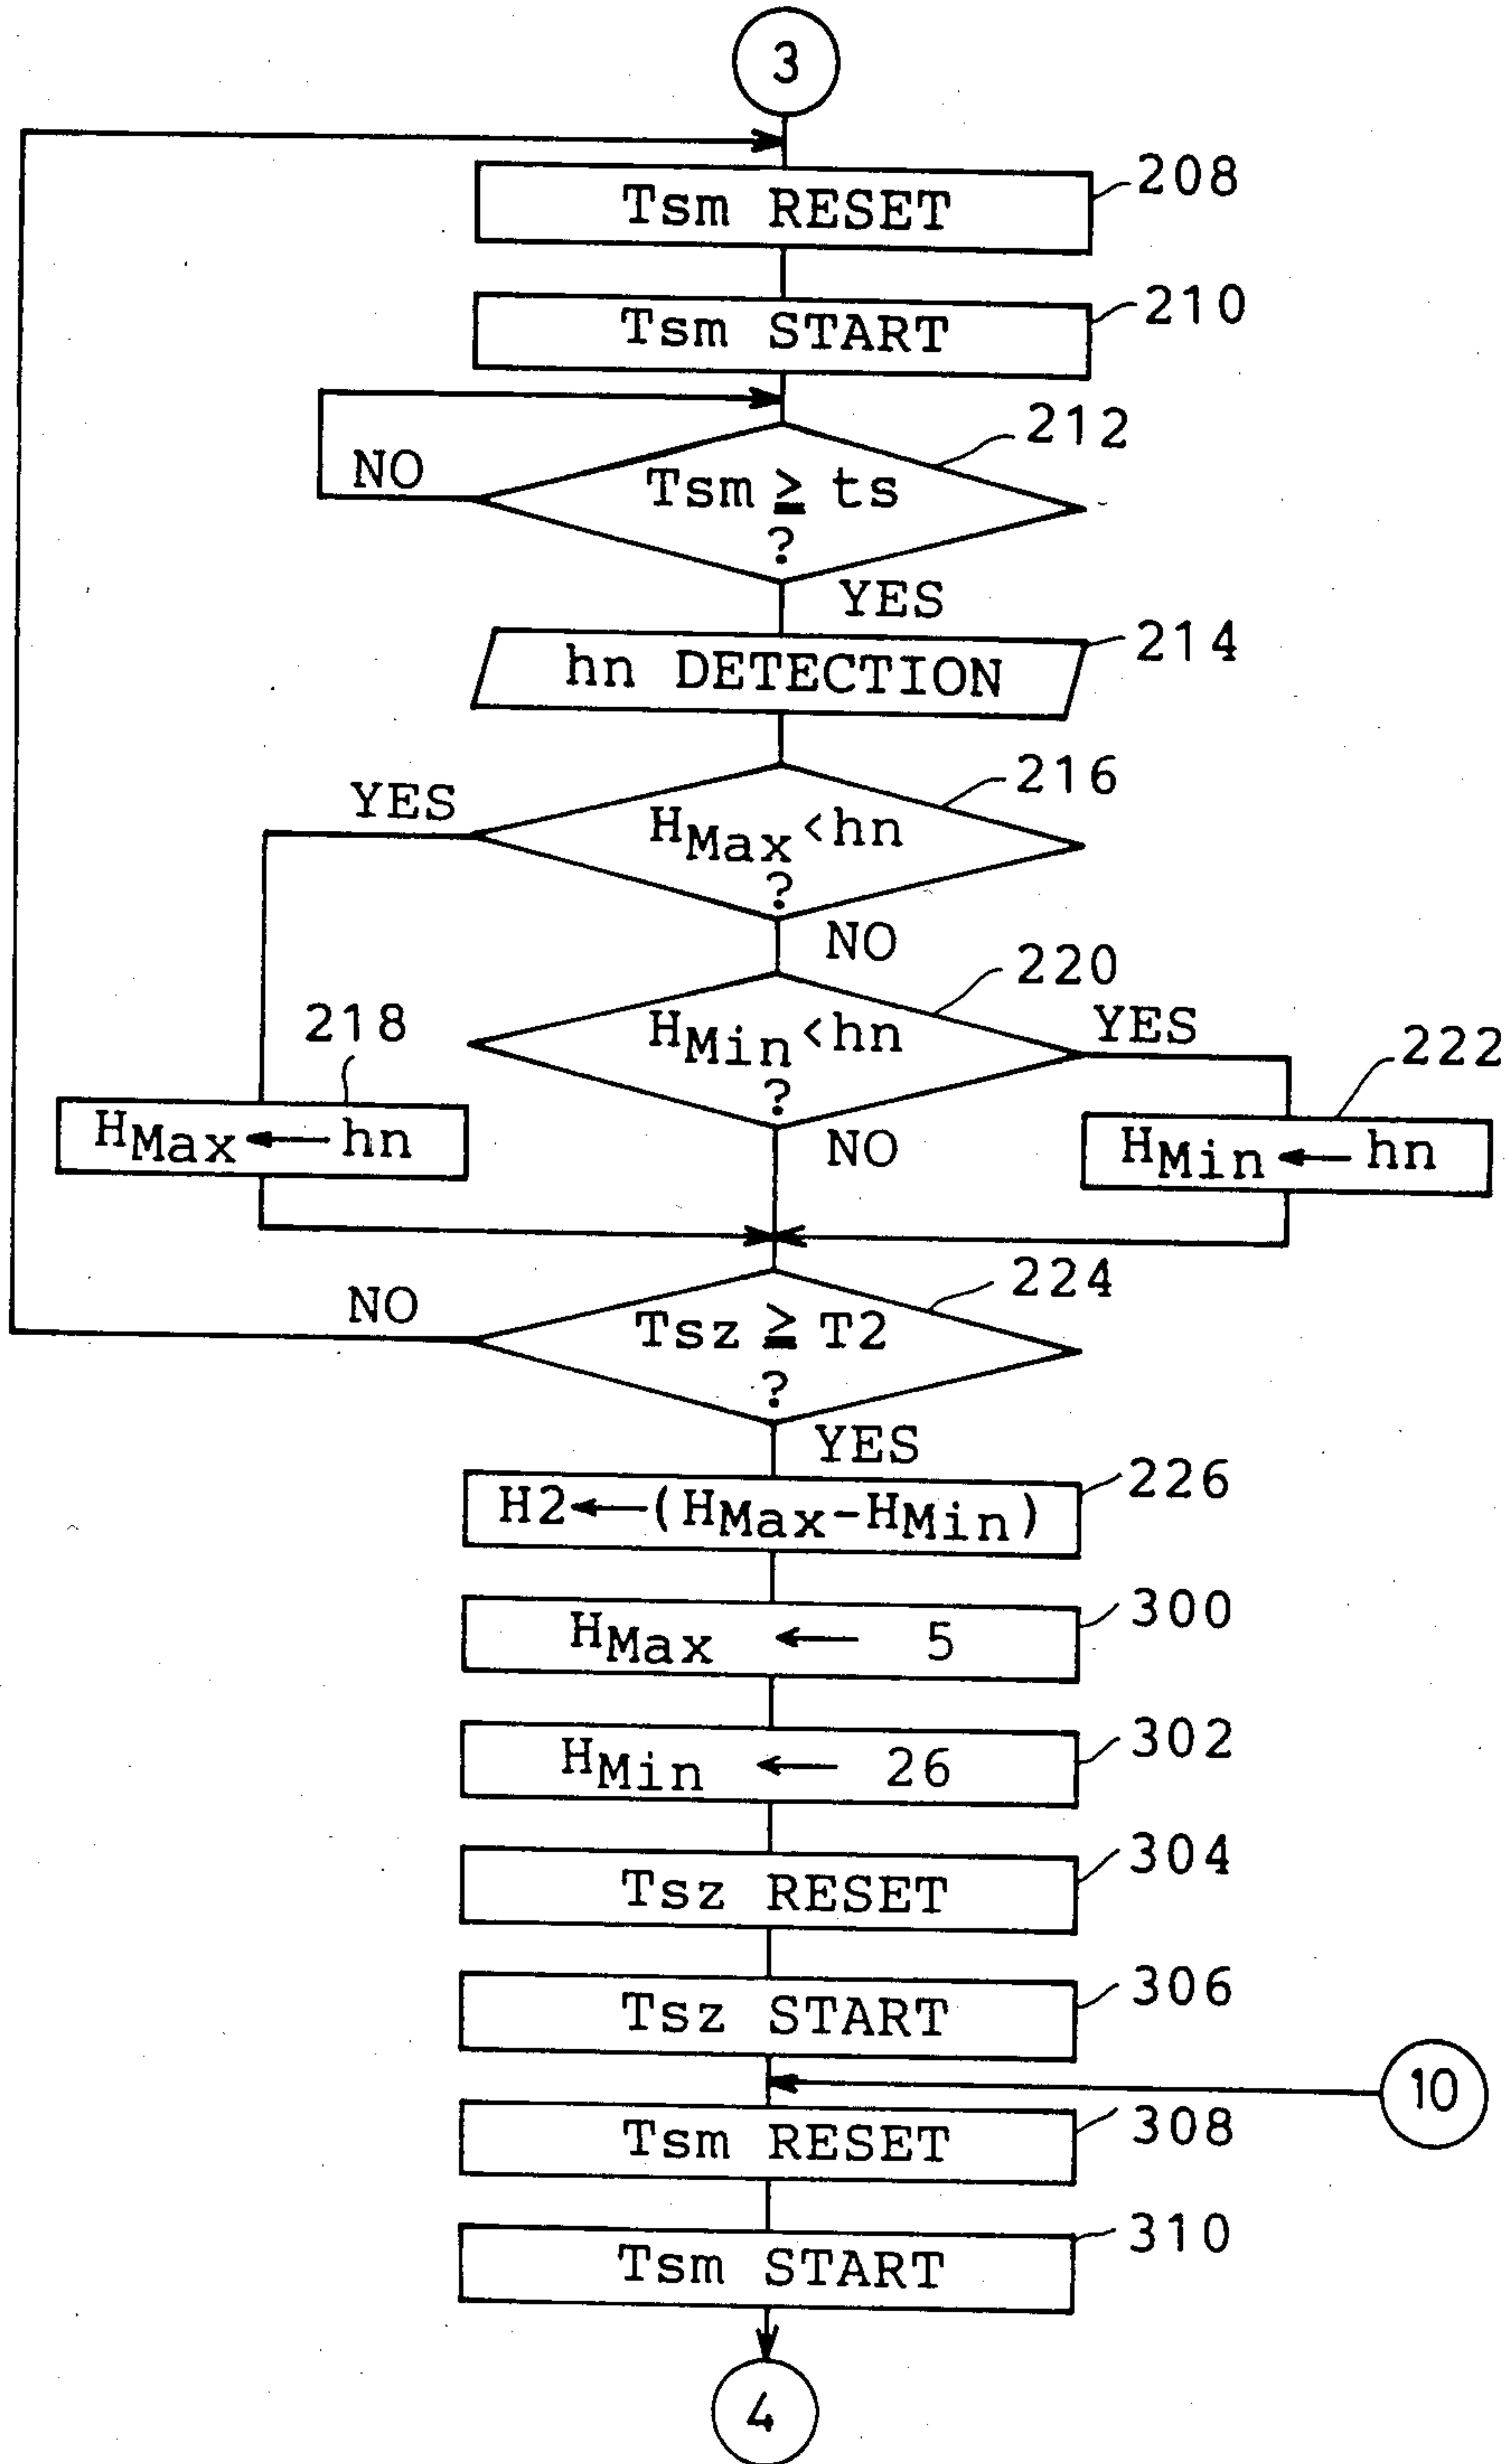 3
Tsm RESET
208
Tsm START
210
212
NO
Tsm ≧ ts
?
YES
hn DETECTION
214
216
YES
HMax<hn
?
NO
220
HMin<hn
?
YES
218
222
HMax ← hn
NO
HMin ← hn
224
NO
Tsz ≧ T2
?
YES
H2←(HMax-HMin)
226
HMax ← 5
300
HMin ← 26
302
Tsz RESET
304
Tsz START
306
10
Tsm RESET
308
Tsm START
310
4